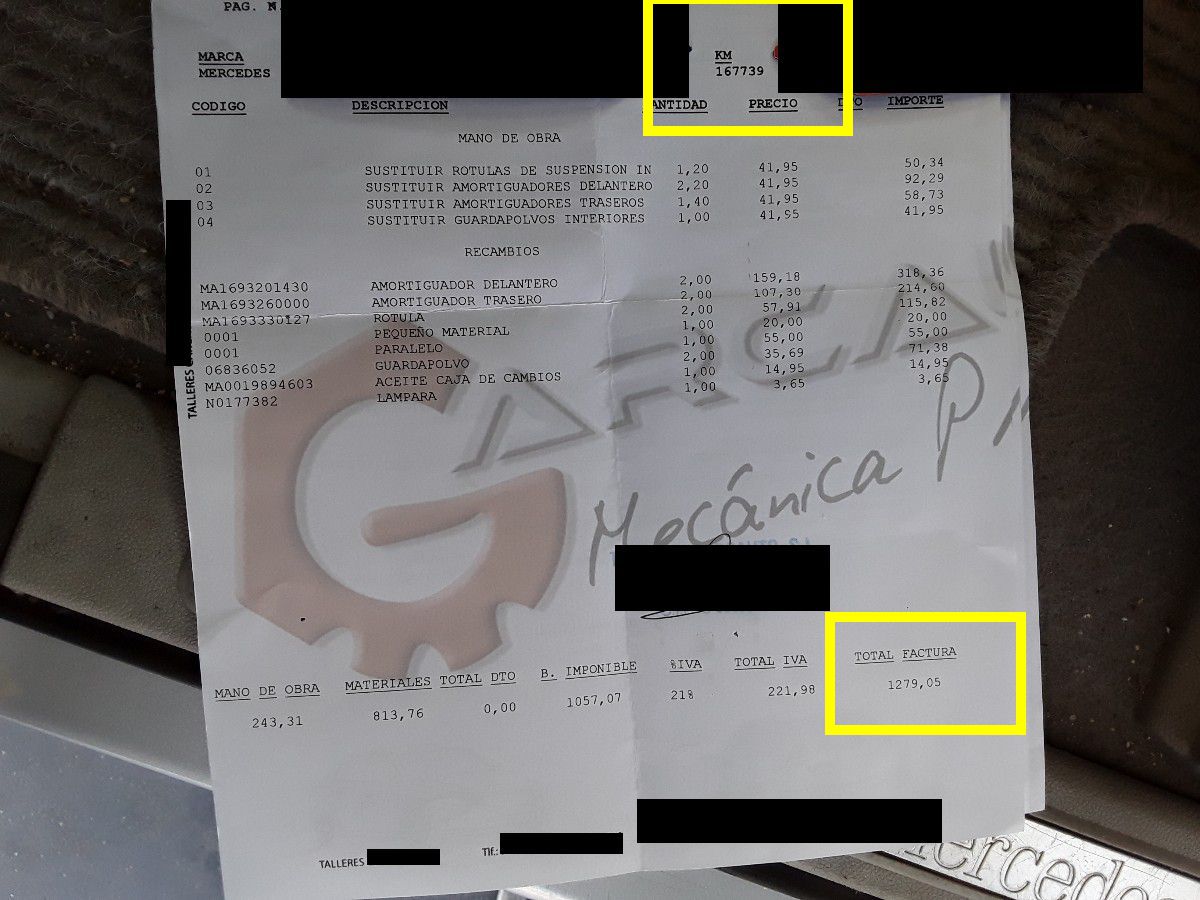 PAG. N.
MARCA KM
MERCEDES 167739
CODIGO DESCRIPCION ANTIDAD PRECIO IMPORTE
MANO DE OBRA
01 SUSTITUIR ROTULAS DE SUSPENSION IN 1,20 41,95 50,34
02 SUSTITUIR AMORTIGUADORES DELANTERO 2,20 41,95 92,29
03 SUSTITUIR AMORTIGUADORES TRASEROS 1,40 41,95 58,73
04 SUSTITUIR GUARDAPOLVOS INTERIORES 1,00 41,95 41,95
RECAMBIOS
MA1693201430 AMORTIGUADOR DELANTERO 2,00 159,18 318,36
MA1693260000 AMORTIGUADOR TRASERO 2,00 107,30 214,60
MA1693330127 ROTULA 2,00 57,91 115,82
0001 PEQUEÑO MATERIAL 1,00 20,00 20,00
0001 PARALELO 1,00 55,00 55,00
06836052 GUARDAPOLVO 2,00 35,69 71,38
MA0019894603 ACEITE CAJA DE CAMBIOS 1,00 14,95 14,95
N0177382 LAMPARA 1,00 3,65 3,65
TALLERES
GARCA
Mecánica
MANO DE OBRA MATERIALES TOTAL DTO B. IMPONIBLE %IVA TOTAL IVA TOTAL FACTURA
243,31 813,76 0,00 1057,07 21% 221,98 1279,05
TALLERES Tlf.:
Mercedes